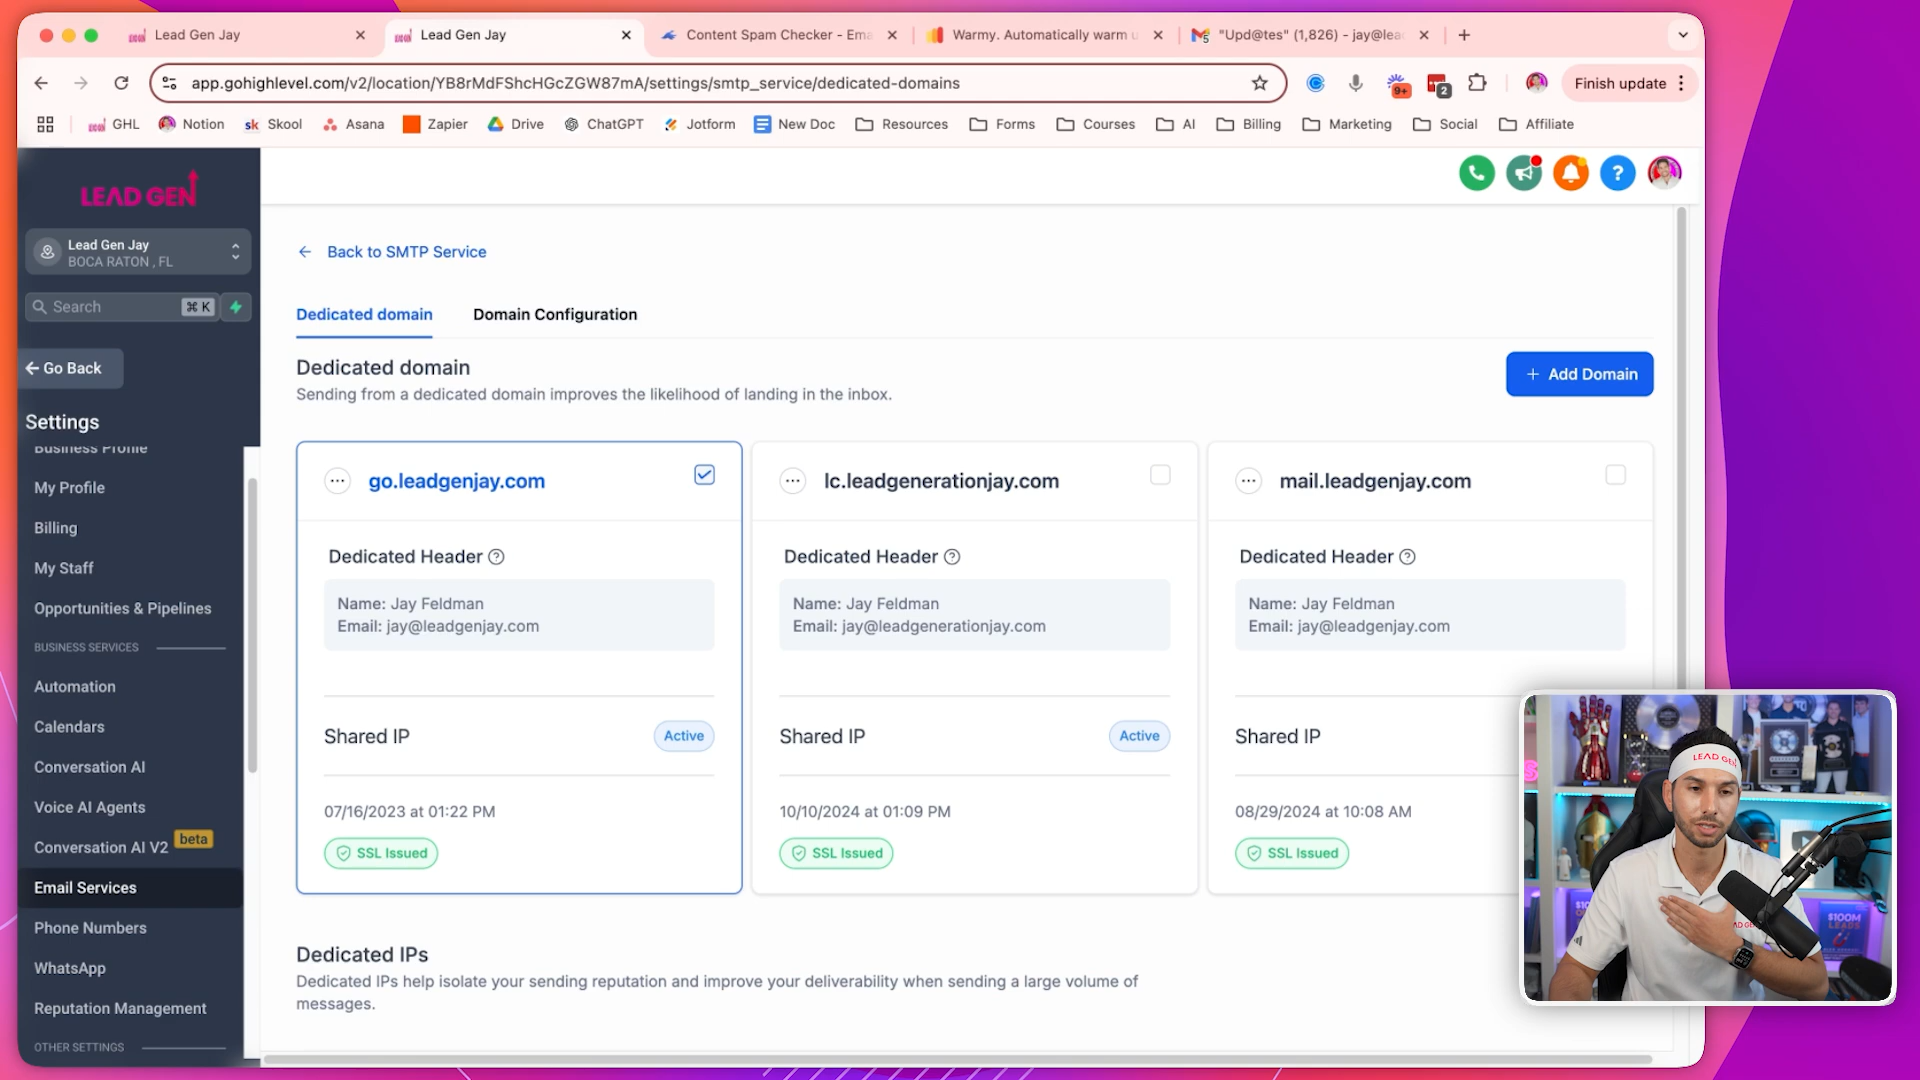 Lead Gen Jay
Lead Gen Jay
Content Spam Checker - Ema
Warmy. Automatically warm u
"Upd@tes" (1,826) - jay@lea
app.gohighlevel.com/v2/location/YB8rMdFShcHGcZGW87mA/settings/smtp_service/dedicated-domains
9+
2
Finish update
GHL
Notion
sk Skool
Asana
Zapier
Drive
ChatGPT
Jotform
New Doc
Resources
Forms
Courses
AI
Billing
Marketing
Social
Affiliate
LEAD GEN
Lead Gen Jay
BOCA RATON , FL
Search ⌘ K
Go Back
Settings
Business Profile
My Profile
Billing
My Staff
Opportunities & Pipelines
BUSINESS SERVICES
Automation
Calendars
Conversation AI
Voice AI Agents
Conversation AI V2 beta
Email Services
Phone Numbers
WhatsApp
Reputation Management
OTHER SETTINGS
?
Back to SMTP Service
Dedicated domain
Domain Configuration
Dedicated domain
Sending from a dedicated domain improves the likelihood of landing in the inbox.
+ Add Domain
go.leadgenjay.com
Dedicated Header
Name: Jay Feldman
Email: jay@leadgenjay.com
Shared IP
Active
07/16/2023 at 01:22 PM
SSL Issued
lc.leadgenerationjay.com
Dedicated Header
Name: Jay Feldman
Email: jay@leadgenerationjay.com
Shared IP
Active
10/10/2024 at 01:09 PM
SSL Issued
mail.leadgenjay.com
Dedicated Header
Name: Jay Feldman
Email: jay@leadgenjay.com
Shared IP
08/29/2024 at 10:08 AM
SSL Issued
Dedicated IPs
Dedicated IPs help isolate your sending reputation and improve your deliverability when sending a large volume of
messages.
LEAD GEN
$100M
LEADS